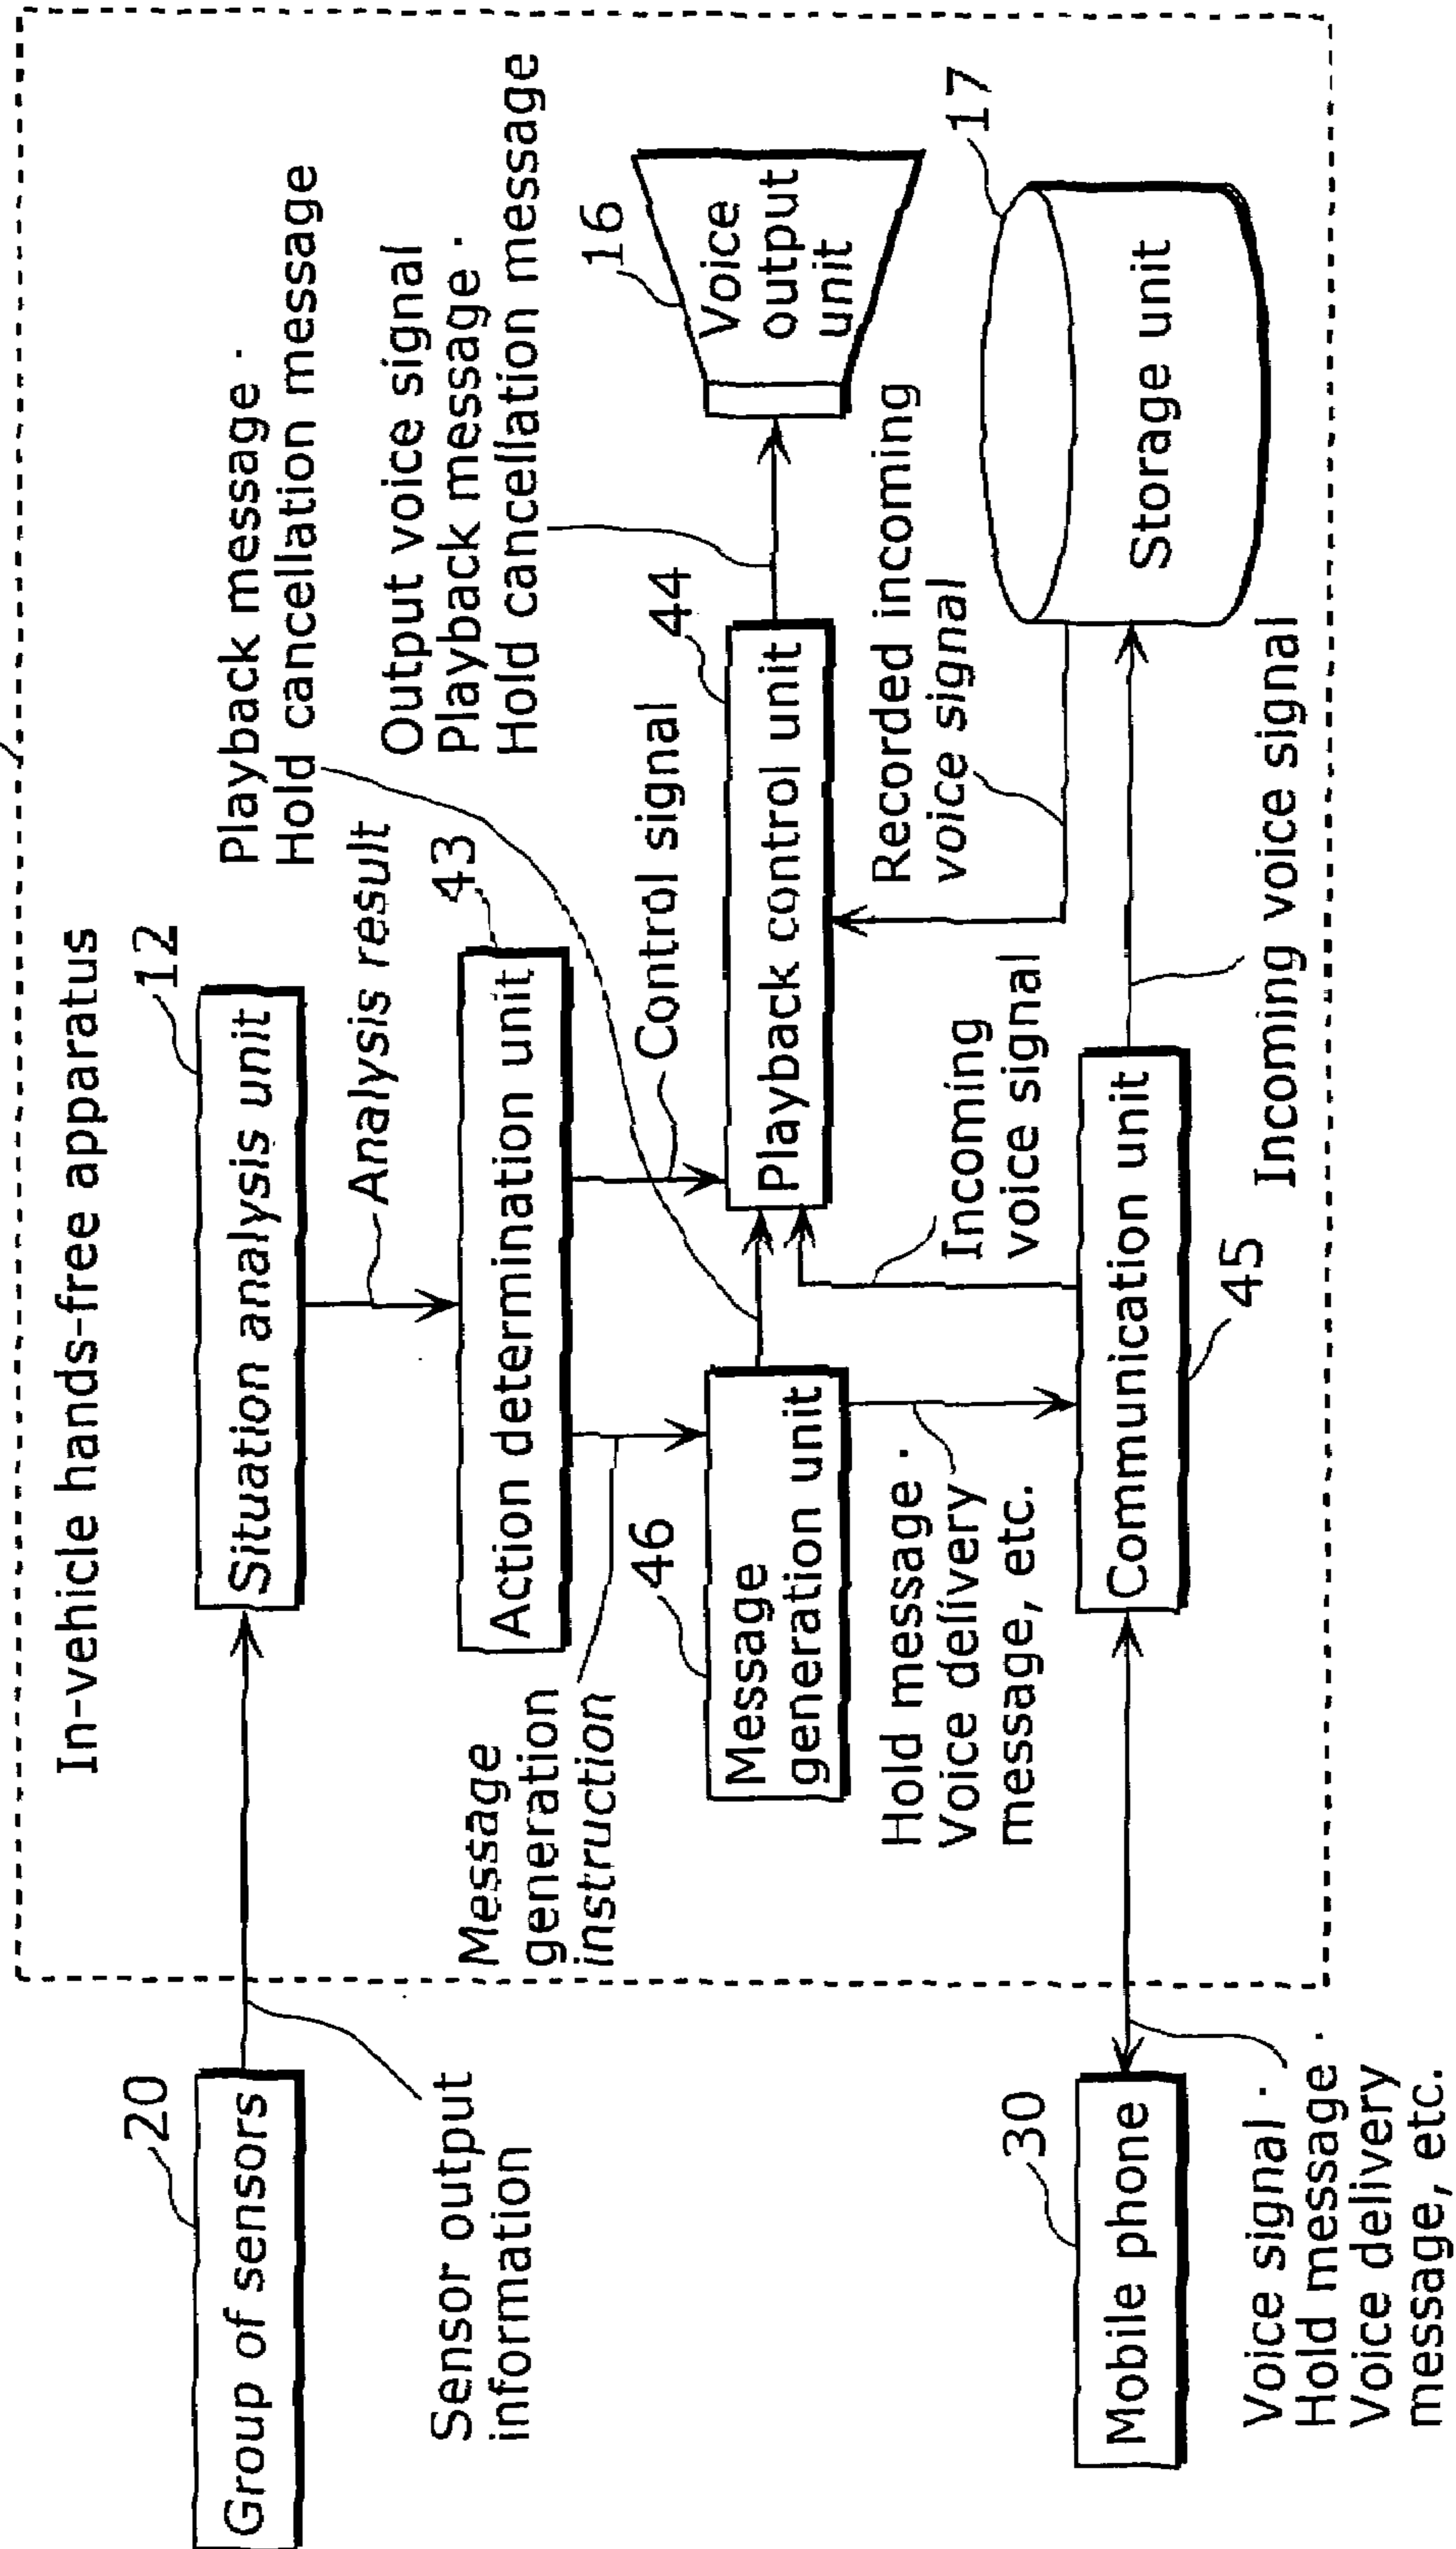 In-vehicle hands-free apparatus
20
Group of sensors
Sensor output
information
12
Situation analysis unit
Analysis result
Playback message ·
Hold cancellation message
43
Action determination unit
Message
generation
instruction
Control signal
Output voice signal
Playback message ·
Hold cancellation message
46
Message
generation unit
44
Playback control unit
16
Voice
output
unit
Hold message ·
Voice delivery
message, etc.
Incoming
voice signal
Recorded incoming
voice signal
17
Storage unit
30
Mobile phone
Communication unit
45
Incoming voice signal
Voice signal ·
Hold message ·
Voice delivery
message, etc.